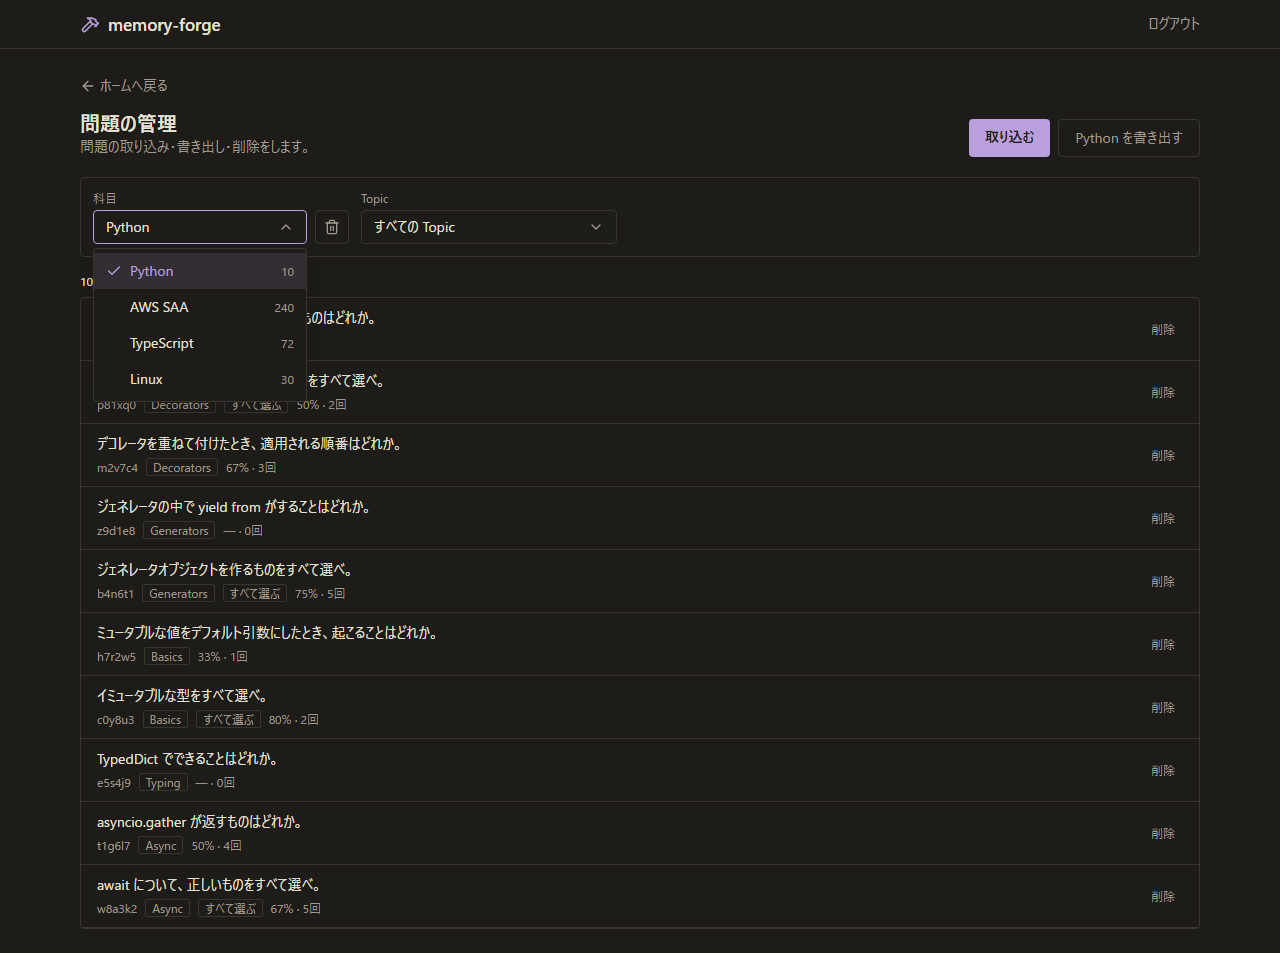 memory-forge
ログアウト
ホームへ戻る
問題の管理
問題の取り込み・書き出し・削除をします。
取り込む
Python を書き出す
科目
Topic
Python
すべての Topic
Python 10
AWS SAA 240
TypeScript 72
Linux 30
10
ものはどれか。
削除
をすべて選べ。
p81xq0 Decorators すべて選ぶ 50% · 2回
削除
デコレータを重ねて付けたとき、適用される順番はどれか。
m2v7c4 Decorators 67% · 3回
削除
ジェネレータの中で yield from がすることはどれか。
z9d1e8 Generators — · 0回
削除
ジェネレータオブジェクトを作るものをすべて選べ。
b4n6t1 Generators すべて選ぶ 75% · 5回
削除
ミュータブルな値をデフォルト引数にしたとき、起こることはどれか。
h7r2w5 Basics 33% · 1回
削除
イミュータブルな型をすべて選べ。
c0y8u3 Basics すべて選ぶ 80% · 2回
削除
TypedDict でできることはどれか。
e5s4j9 Typing — · 0回
削除
asyncio.gather が返すものはどれか。
t1g6l7 Async 50% · 4回
削除
await について、正しいものをすべて選べ。
w8a3k2 Async すべて選ぶ 67% · 5回
削除